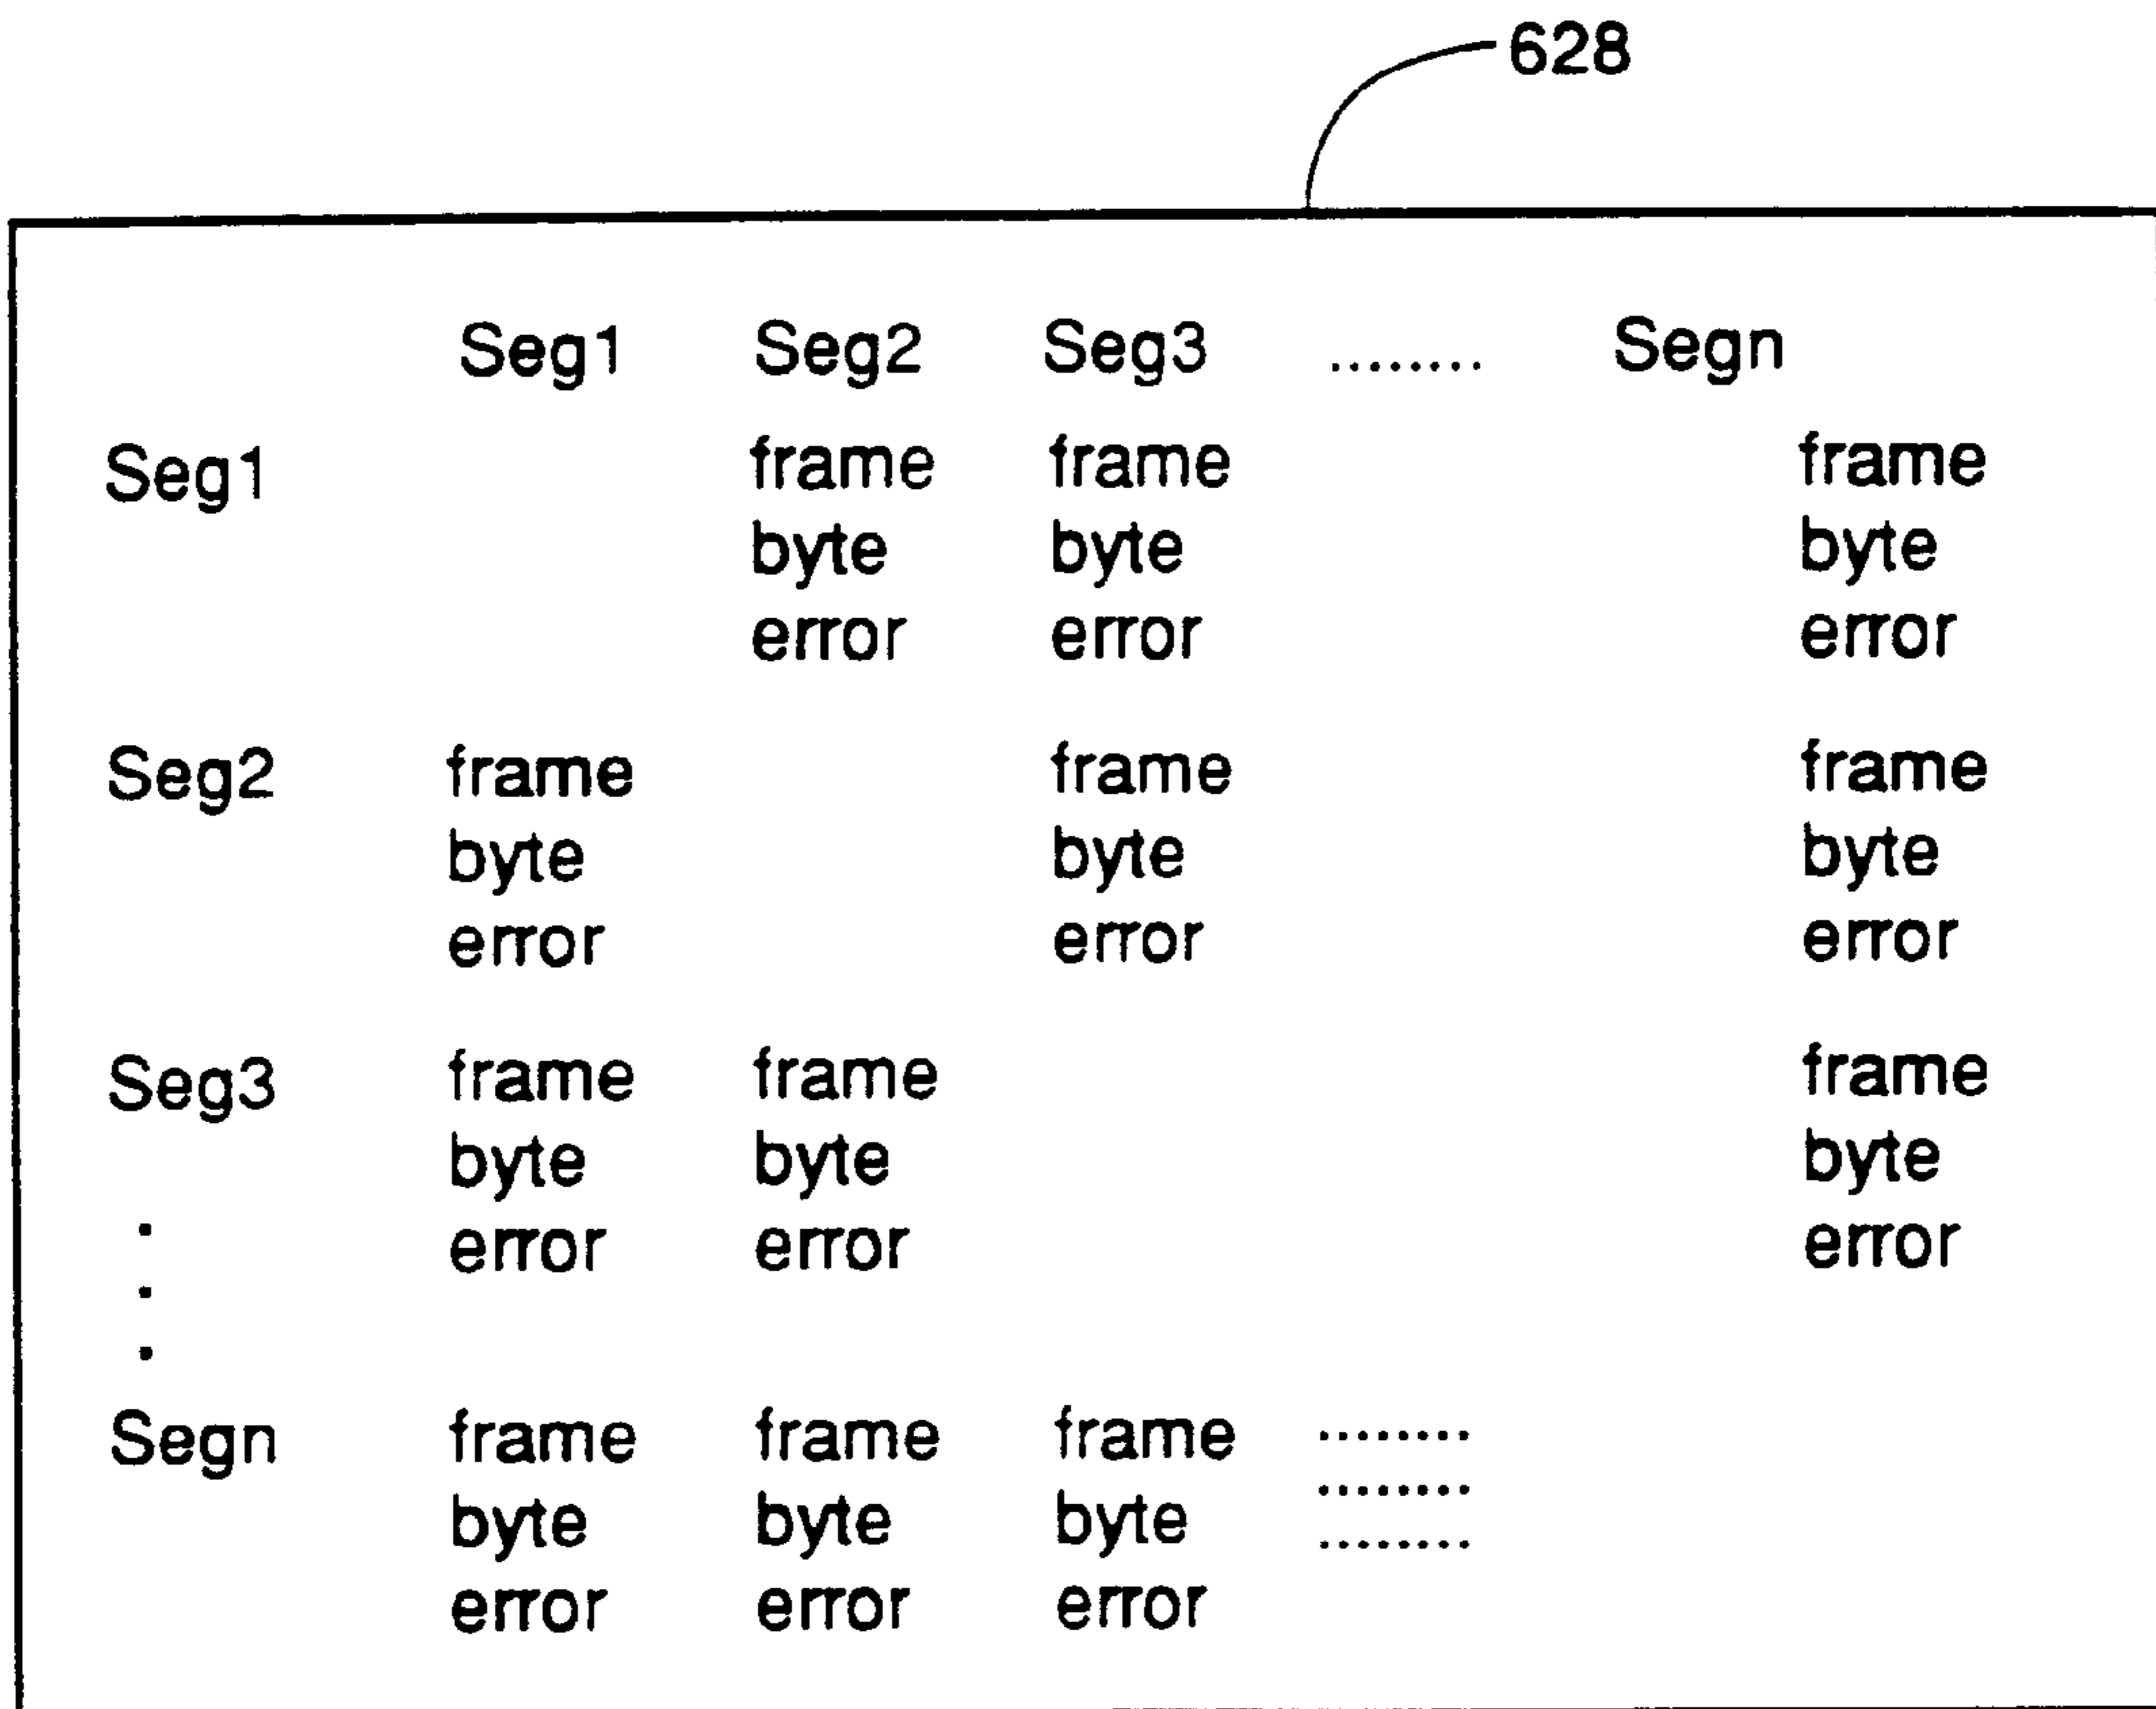 628
Seg1 Seg2 Seg3 ........ Segn
Seg1 frame frame frame
byte byte byte
error error error
Seg2 frame frame frame
byte byte byte
error error error
Seg3 frame frame frame
byte byte byte
. error error error
.
.
Segn frame frame frame ........
byte byte byte ........
error error error ........